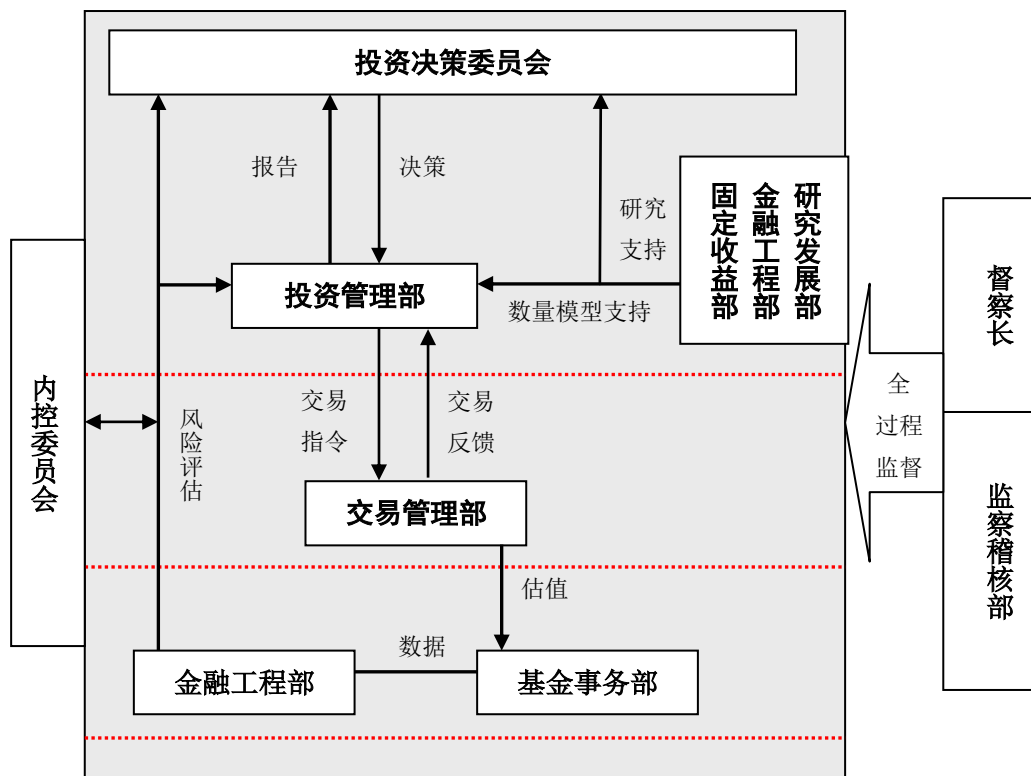 投资决策委员会
报告
决策
研究
支持
固定收益部
金融工程部
研究发展部
投资管理部
数量模型支持
内控委员会
风险评估
交易
指令
交易
反馈
交易管理部
估值
数据
金融工程部
基金事务部
全
过程
监督
督察长
监察稽核部